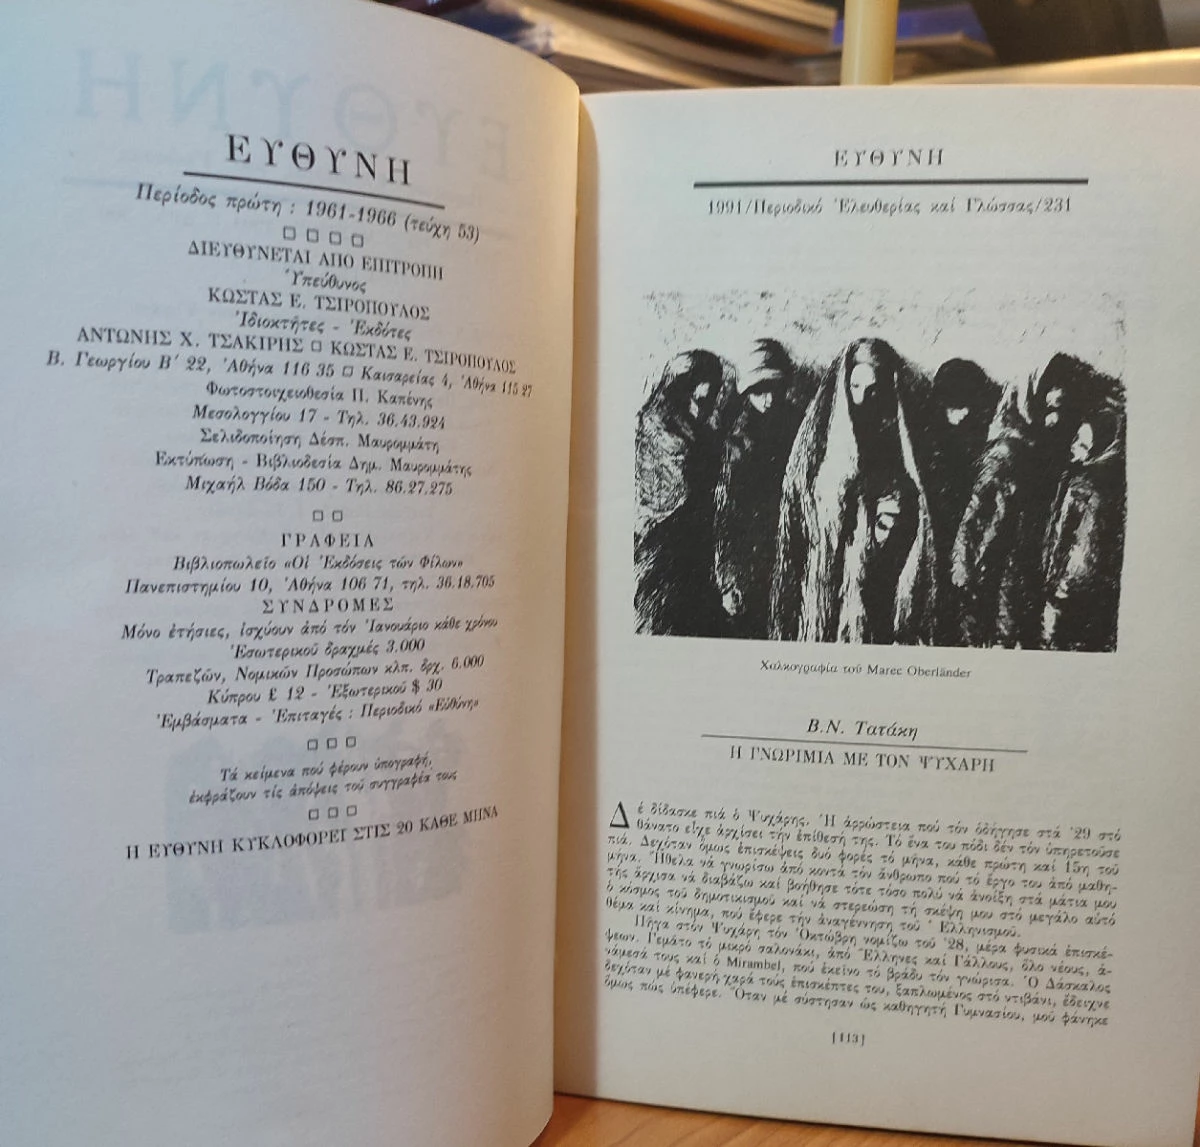 ΕΥΘΥΝΗ
Περίοδος πρώτη : 1961-1966 (τεύχη 53)
ΔΙΕΥΘΥΝΕΤΑΙ ΑΠΟ ΕΠΙΤΡΟΠΗ
Ὑπεύθυνος
ΚΩΣΤΑΣ Ε. ΤΣΙΡΟΠΟΥΛΟΣ
Ἰδιοκτῆτες - Ἐκδότες
ΑΝΤΩΝΗΣ Χ. ΤΣΑΚΙΡΗΣ □ ΚΩΣΤΑΣ Ε. ΤΣΙΡΟΠΟΥΛΟΣ
Β. Γεωργίου Β' 22, Ἀθήνα 116 35 □ Καισαρείας 4, Ἀθήνα 115 27
Φωτοστοιχειοθεσία Π. Καπένης
Μεσολογγίου 17 - Τηλ. 36.43.924
Σελιδοποίηση Δέσπ. Μαυρομμάτη
Ἐκτύπωση - Βιβλιοδεσία Δημ. Μαυρομμάτης
Μιχαήλ Βόδα 150 - Τηλ. 86.27.275
ΓΡΑΦΕΙΑ
Βιβλιοπωλεῖο «Οἱ Ἐκδόσεις τῶν Φίλων»
Πανεπιστημίου 10, Ἀθήνα 106 71, τηλ. 36.18.705
ΣΥΝΔΡΟΜΕΣ
Μόνο ἐτήσιες, ἰσχύουν ἀπό τόν Ἰανουάριο κάθε χρόνου
Ἐσωτερικοῦ δραχμές 3.000
Τραπεζῶν, Νομικῶν Προσώπων κλπ. δρχ. 6.000
Κύπρου £ 12 - Ἐξωτερικοῦ $ 30
Ἐμβάσματα - Ἐπιταγές : Περιοδικό «Εὐθύνη»
Τά κείμενα πού φέρουν ὑπογραφή,
ἐκφράζουν τίς ἀπόψεις τοῦ συγγραφέα τους
Η ΕΥΘΥΝΗ ΚΥΚΛΟΦΟΡΕΙ ΣΤΙΣ 20 ΚΑΘΕ ΜΗΝΑ
ΕΥΘΥΝΗ
1991/Περιοδικό Ἐλευθερίας καί Γλώσσας/231
Χαλκογραφία τοῦ Marec Oberländer
Β.Ν. Τατάκη
Η ΓΝΩΡΙΜΙΑ ΜΕ ΤΟΝ ΨΥΧΑΡΗ
Δέ δίδασκε πιά ὁ Ψυχάρης. Ἡ ἀρρώστεια πού τόν ὁδήγησε στά '29 στό
θάνατο εἶχε ἀρχίσει τήν ἐπίθεσή της. Τό ἕνα του πόδι δέν τόν ὑπηρετοῦσε
πιά. Δεχόταν ὅμως ἐπισκέψεις δυό φορές τό μήνα, κάθε πρώτη καί 15η τοῦ
μήνα. Ἤθελα νά γνωρίσω ἀπό κοντά τόν ἄνθρωπο πού τό ἔργο του ἀπό μαθη-
τής ἄρχισα νά διαβάζω καί βοήθησε τότε τόσο πολύ νά ἀνοίξη στά μάτια μου
ὁ κόσμος τοῦ δημοτικισμοῦ καί νά στερεώση τή σκέψη μου στό μεγάλο αὐτό
θέμα καί κίνημα, πού ἔφερε τήν ἀναγέννηση τοῦ Ἑλληνισμοῦ.
Πῆγα στόν Ψυχάρη τόν Ὀκτώβρη νομίζω τοῦ '28, μέρα φυσικά ἐπισκέ-
ψεων. Γεμάτο τό μικρό σαλονάκι, ἀπό Ἕλληνες καί Γάλλους, ὅλο νέους, ἀ-
νάμεσά τους καί ὁ Mirambel, πού ἐκεῖνο τό βράδυ τόν γνώρισα. Ὁ Δάσκαλος
δεχόταν μέ φανερή χαρά τούς ἐπισκέπτες του, ξαπλωμένος στό ντιβάνι, ἔδειχνε
ὅμως πώς ὑπέφερε. Ὅταν μέ σύστησαν ὡς καθηγητή Γυμνασίου, μοῦ φάνηκε
[113]